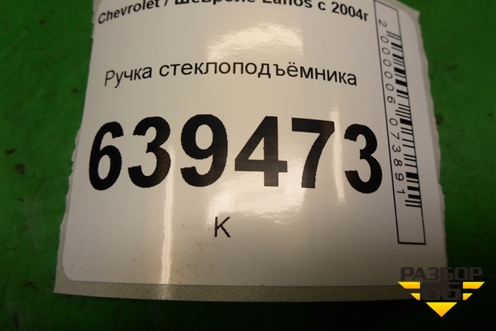 Chevrolet / Шевроле Lanos с 2004г
Ручка стеклоподъёмника
639473
К
2000006073891
РАЗБОР
66